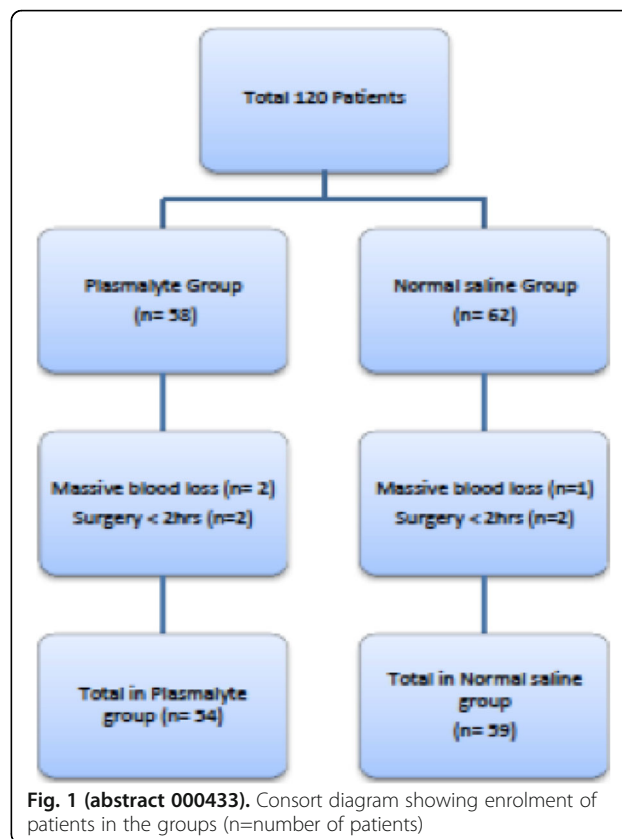 Total 120 Patients
Plasmalyte Group
(n= 58)
Normal saline Group
(n= 62)
Massive blood loss (n= 2)
Surgery < 2hrs (n=2)
Massive blood loss (n=1)
Surgery < 2hrs (n=2)
Total in Plasmalyte
group (n= 54)
Total in Normal saline
group
(n= 59)
Fig. 1 (abstract 000433). Consort diagram showing enrolment of
patients in the groups (n=number of patients)